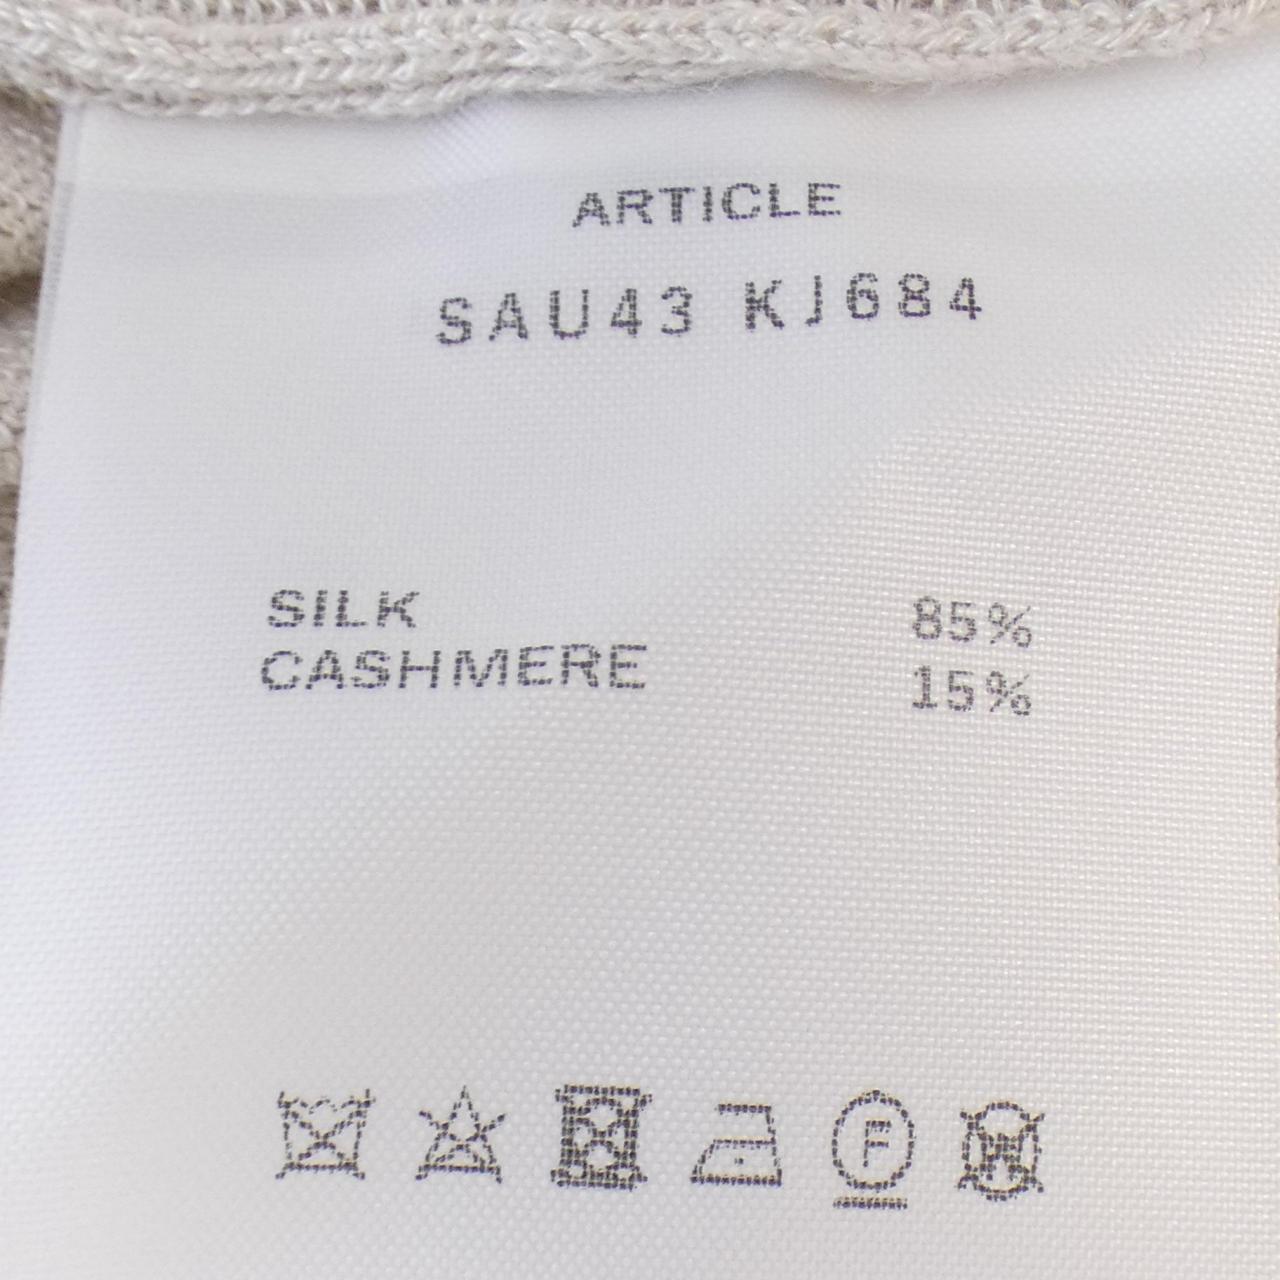 ARTICLE
SAU43 KJ684
SILK 85%
CASHMERE 15%
F
W